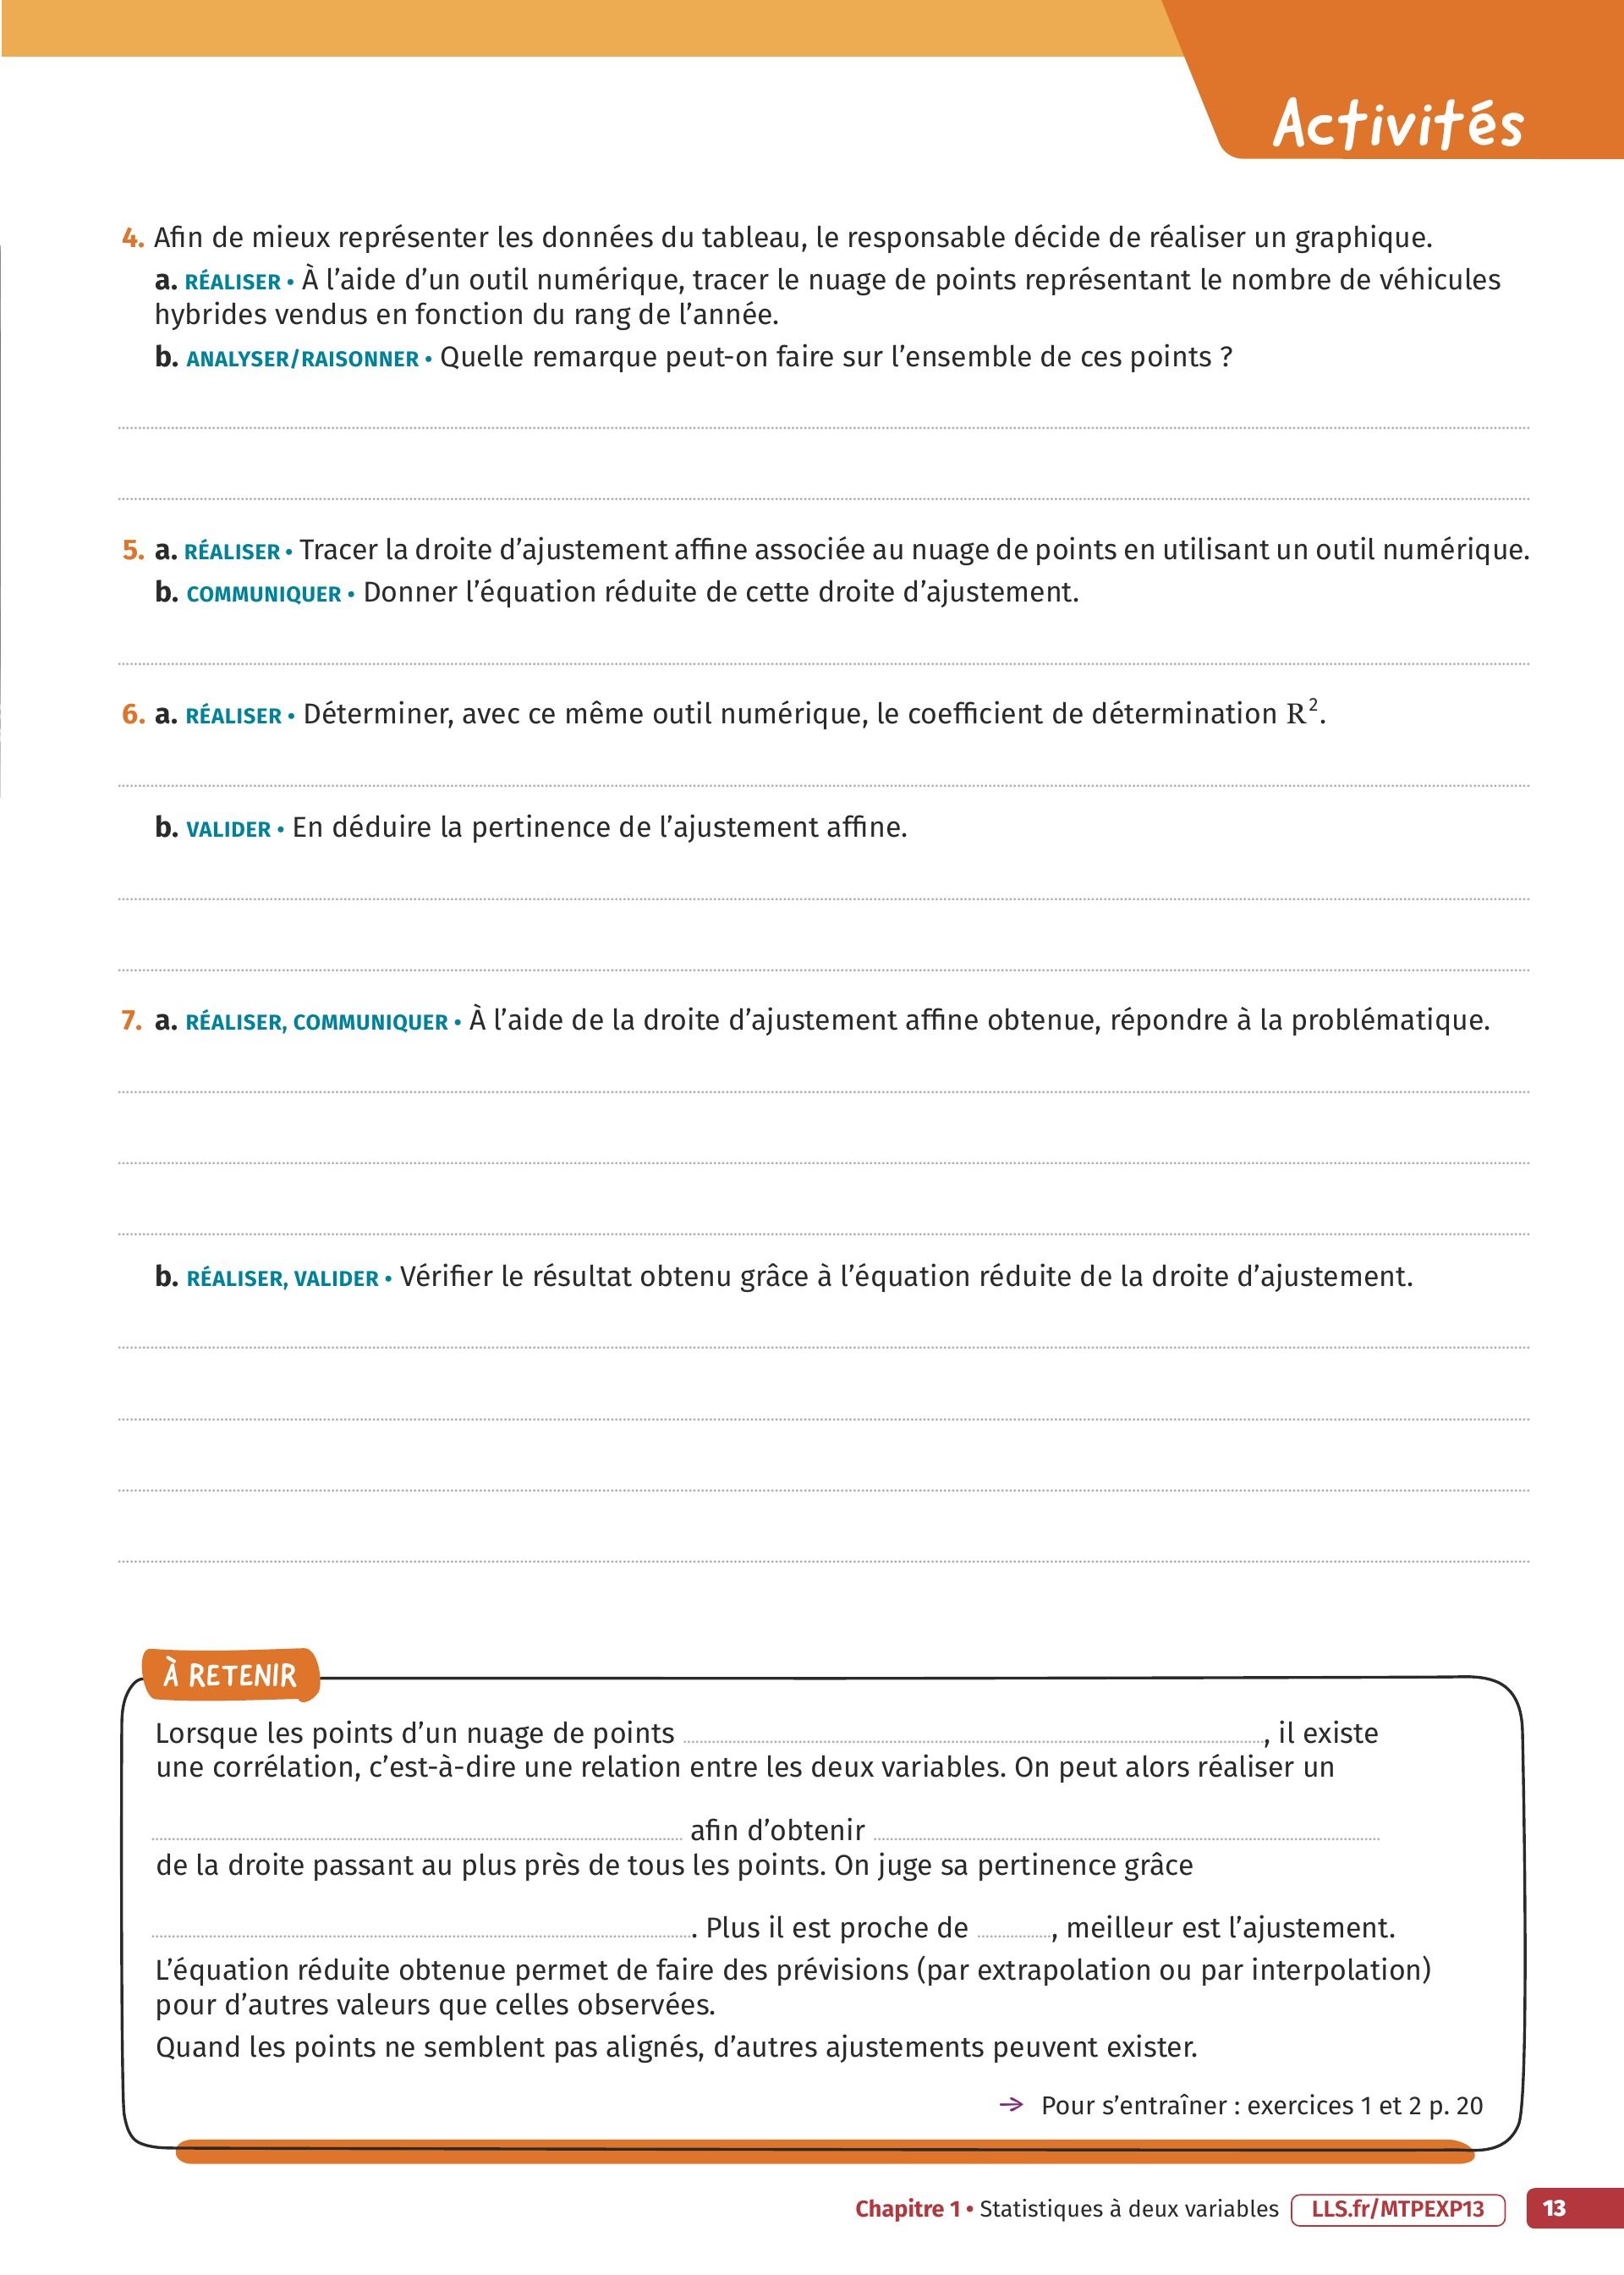 Activités
4. Afin de mieux représenter les données du tableau, le responsable décide de réaliser un graphique.
a. RÉALISER • À l'aide d'un outil numérique, tracer le nuage de points représentant le nombre de véhicules
hybrides vendus en fonction du rang de l'année.
b. ANALYSER/RAISONNER • Quelle remarque peut-on faire sur l'ensemble de ces points ?
5. a. RÉALISER • Tracer la droite d'ajustement affine associée au nuage de points en utilisant un outil numérique.
b. COMMUNIQUER • Donner l'équation réduite de cette droite d'ajustement.
6. a. RÉALISER • Déterminer, avec ce même outil numérique, le coefficient de détermination R².
b. VALIDER • En déduire la pertinence de l'ajustement affine.
7. a. RÉALISER, COMMUNIQUER • À l'aide de la droite d'ajustement affine obtenue, répondre à la problématique.
b. RÉALISER, VALIDER • Vérifier le résultat obtenu grâce à l'équation réduite de la droite d'ajustement.
À RETENIR
Lorsque les points d'un nuage de points , il existe
une corrélation, c'est-à-dire une relation entre les deux variables. On peut alors réaliser un
afin d'obtenir
de la droite passant au plus près de tous les points. On juge sa pertinence grâce
. Plus il est proche de , meilleur est l'ajustement.
L'équation réduite obtenue permet de faire des prévisions (par extrapolation ou par interpolation)
pour d'autres valeurs que celles observées.
Quand les points ne semblent pas alignés, d'autres ajustements peuvent exister.
→ Pour s'entraîner : exercices 1 et 2 p. 20
Chapitre 1 • Statistiques à deux variables LLS.fr/MTPEXP13 13